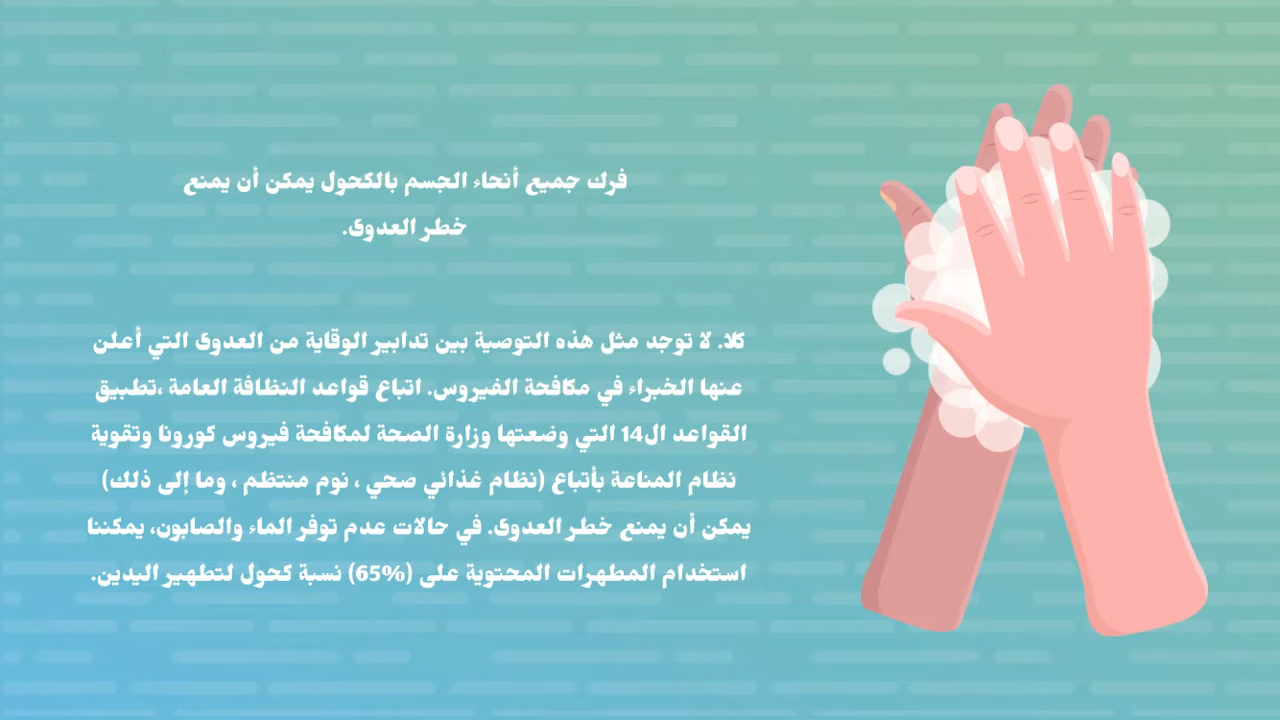 فرك جميع أنحاء الجسم بالكحول يمكن أن يمنع
خطر العدوى.
كلا. لا توجد مثل هذه التوصية بين تدابير الوقاية من العدوى التي أعلن
عنها الخبراء في مكافحة الفيروس. اتباع قواعد النظافة العامة ،تطبيق
القواعد ال14 التي وضعتها وزارة الصحة لمكافحة فيروس كورونا وتقوية
نظام المناعة بأتباع (نظام غذائي صحي ، نوم منتظم ، وما إلى ذلك)
يمكن أن يمنع خطر العدوى. في حالات عدم توفر الماء والصابون، يمكننا
استخدام المطهرات المحتوية على (65%) نسبة كحول لتطهير اليدين.